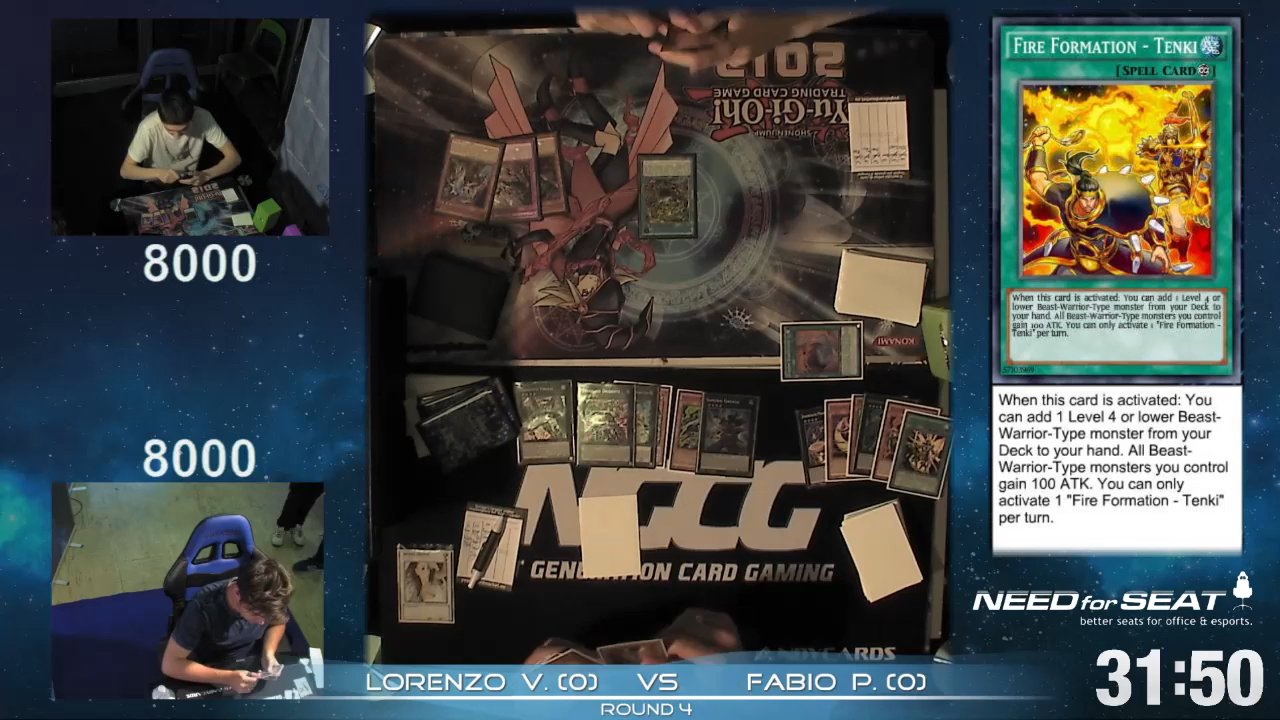 8000
8000
2013
Yu-Gi-Oh!
TRADING CARD GAME
SHONEN JUMP
KONAMI
NGCG
GENERATION CARD GAMING
ANDYCARDS
FIRE FORMATION - TENKI
[SPELL CARD]
When this card is activated: You can add 1 Level 4 or
lower Beast-Warrior-Type monster from your Deck to
your hand. All Beast-Warrior-Type monsters you control
gain 100 ATK. You can only activate 1 "Fire Formation -
Tenki" per turn.
When this card is activated: You
can add 1 Level 4 or lower Beast-
Warrior-Type monster from your
Deck to your hand. All Beast-
Warrior-Type monsters you control
gain 100 ATK. You can only
activate 1 "Fire Formation - Tenki"
per turn.
NEED for SEAT
better seats for office & esports.
31:50
LORENZO V. (0) VS FABIO P. (0)
ROUND 4